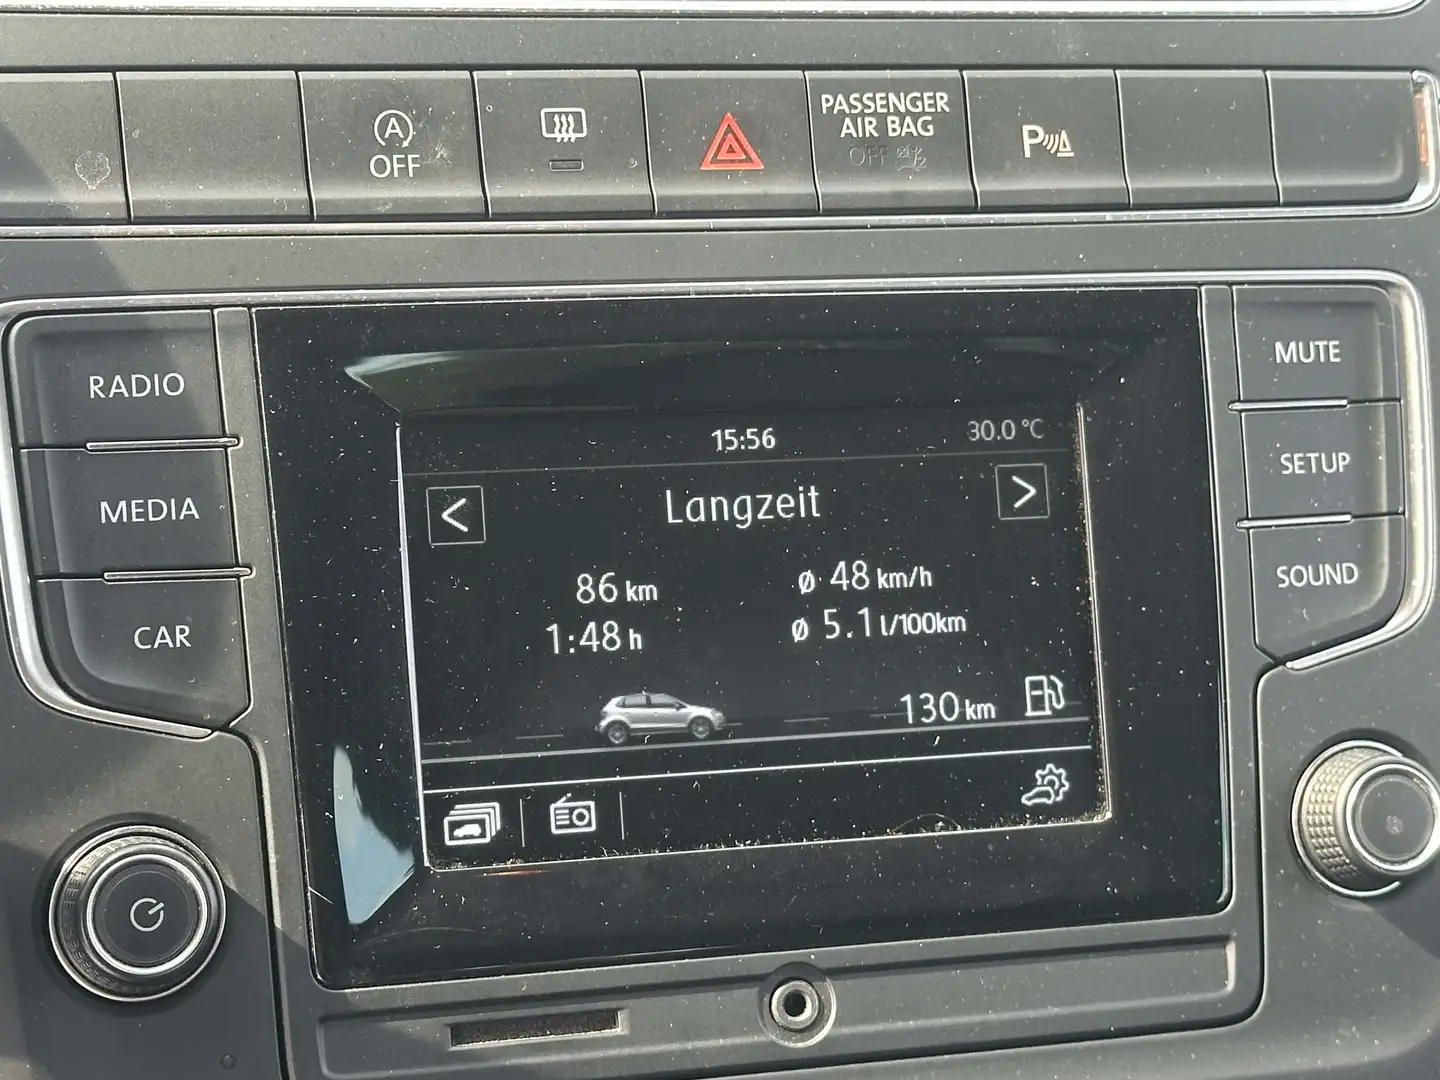 A
OFF
PASSENGER
AIR BAG
OFF
P
RADIO
MEDIA
CAR
MUTE
SETUP
SOUND
15:56
30.0 °C
<
Langzeit
>
86 km
ø 48 km/h
1:48 h
ø 5.1 l/100km
130 km